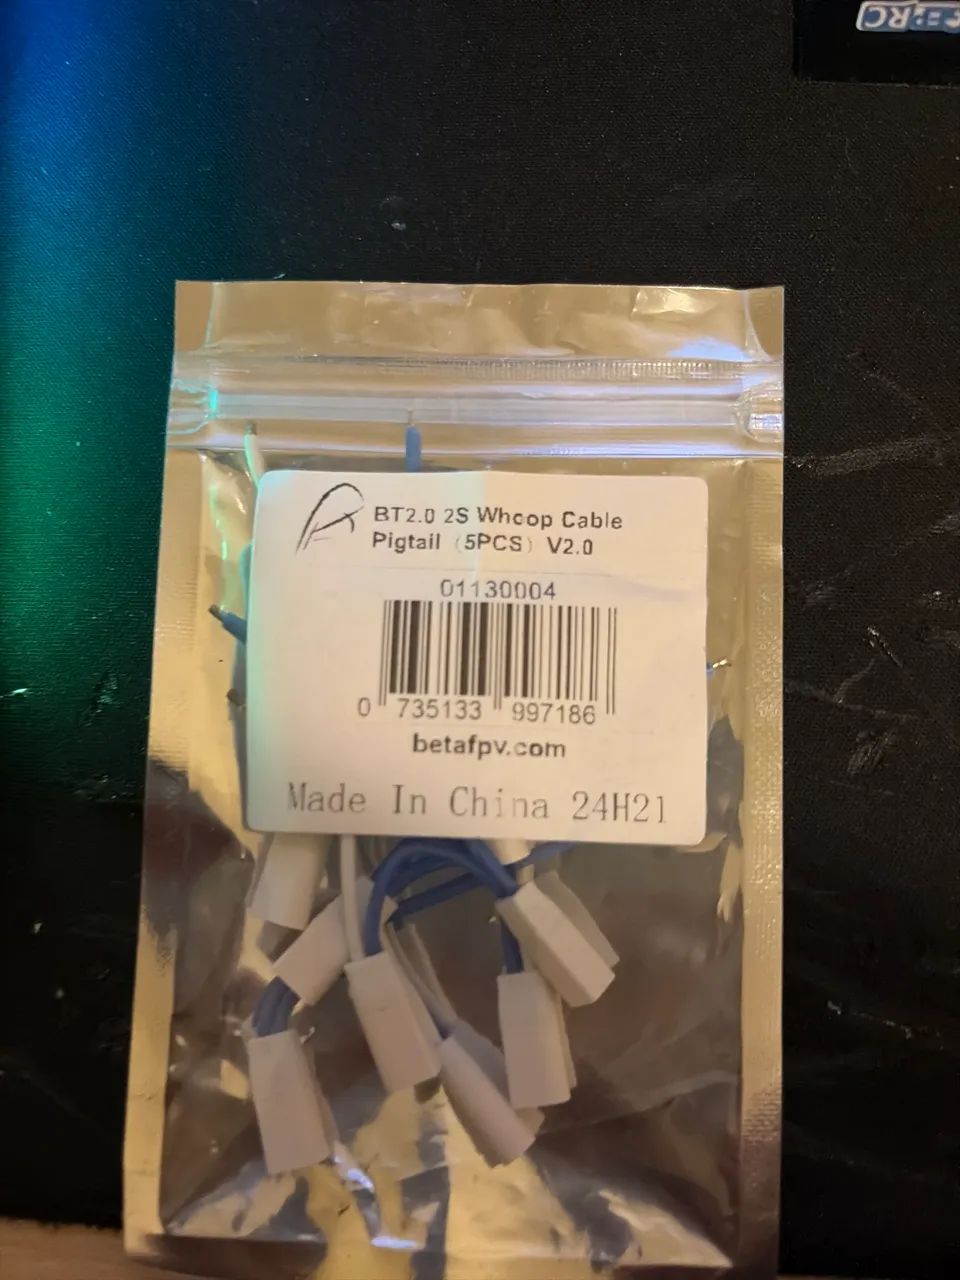 BT2.0 2S Whoop Cable
Pigtail (5PCS) V2.0
01130004
0 735133 997186
betafpv.com
Made In China 24H21